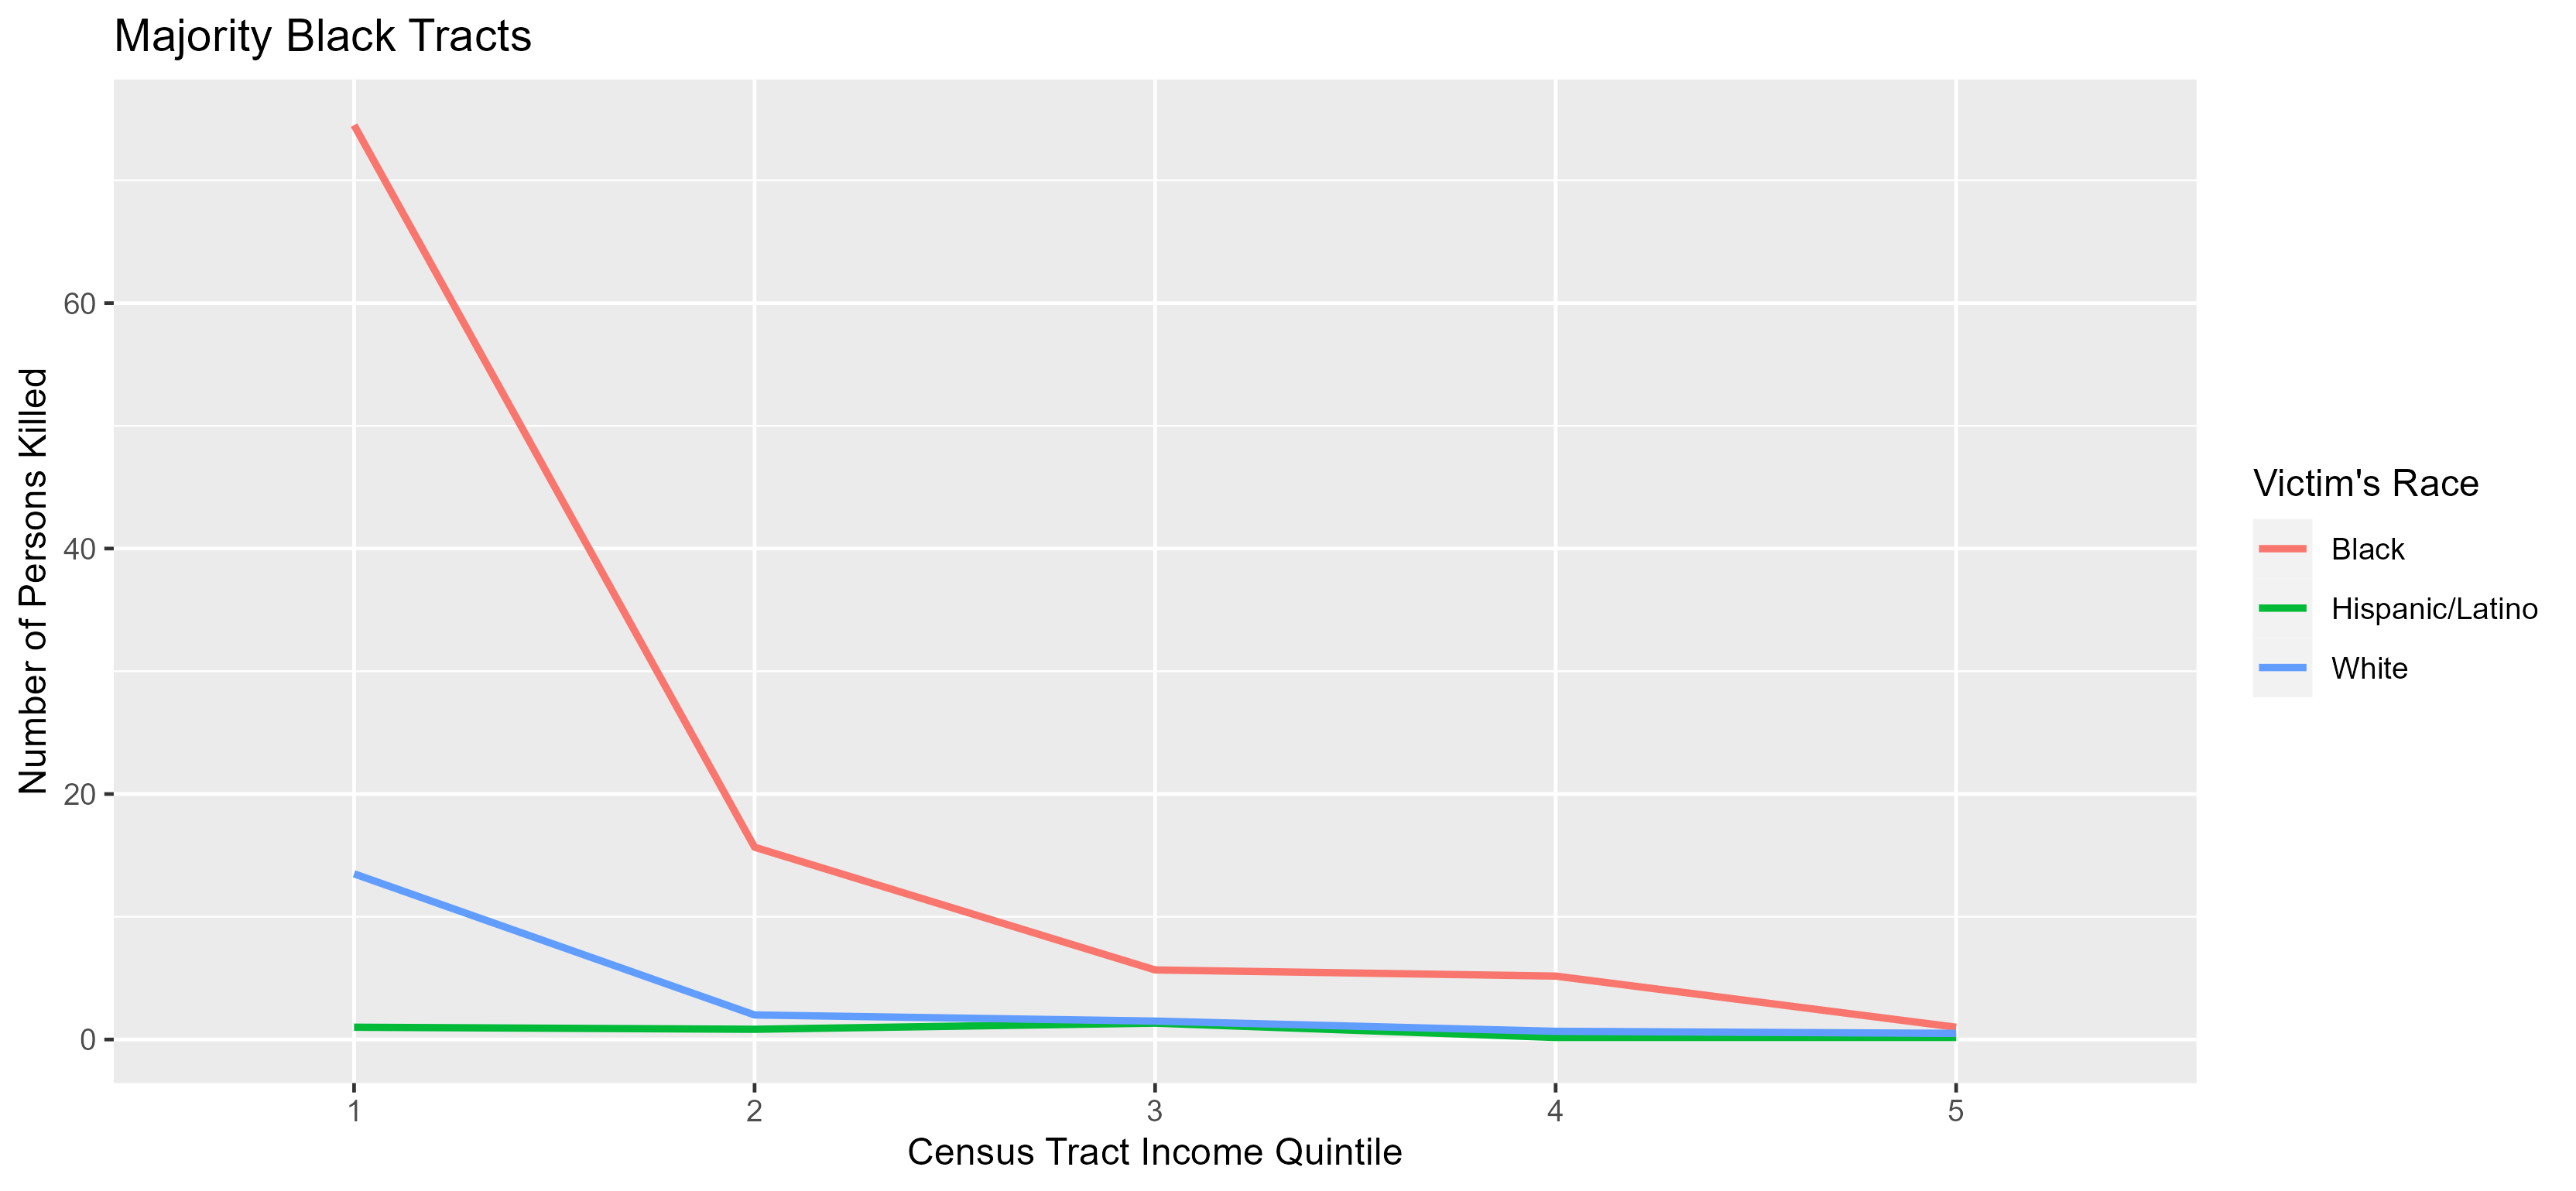 Majority Black Tracts
Number of Persons Killed
60
40
20
0
1
2
3
4
5
Census Tract Income Quintile
Victim's Race
Black
Hispanic/Latino
White